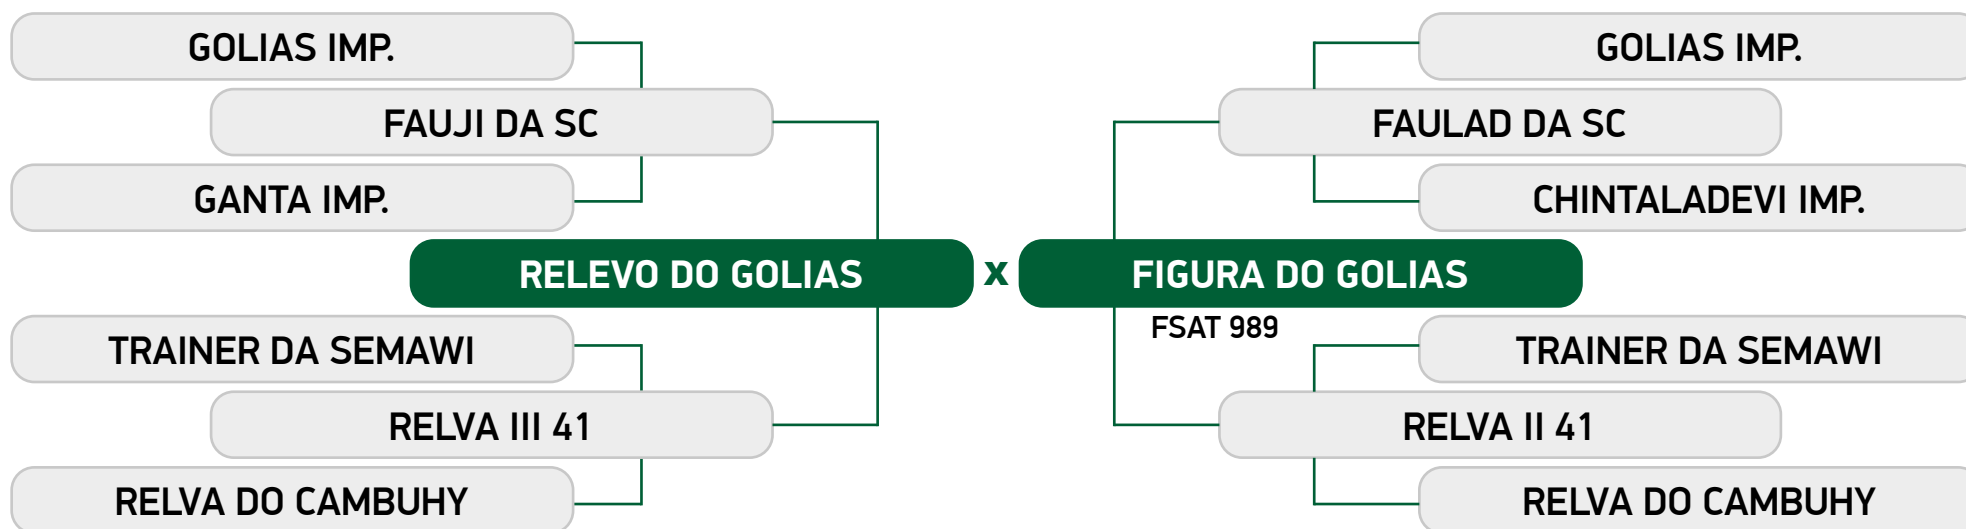 GOLIAS IMP.
GOLIAS IMP.
FAUJI DA SC
FAULAD DA SC
GANTA IMP.
CHINTALADEVI IMP.
RELEVO DO GOLIAS x FIGURA DO GOLIAS
FSAT 989
TRAINER DA SEMAWI
TRAINER DA SEMAWI
RELVA III 41
RELVA II 41
RELVA DO CAMBUHY
RELVA DO CAMBUHY